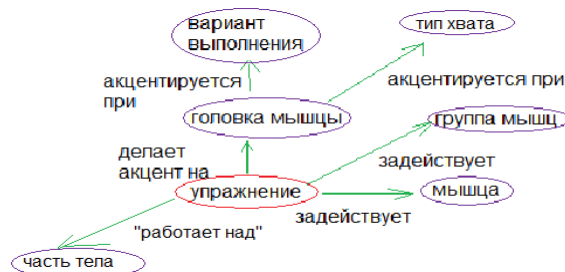 вариант
выполнения
тип хвата
акцентируется
при
акцентируется при
головка мышцы
группа мышц
делает
акцент на
задействует
упражнение
мышца
задействует
"работает над"
часть тела